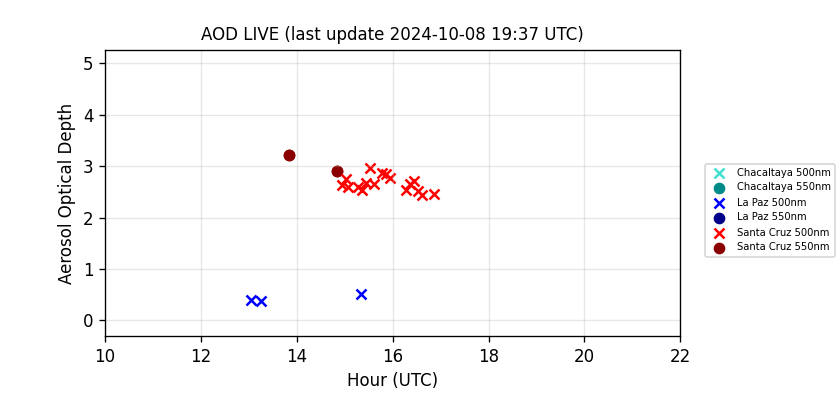 AOD LIVE (last update 2024-10-08 19:37 UTC)
Aerosol Optical Depth
5
4
3
2
1
0
10 12 14 16 18 20 22
Hour (UTC)
Chacaltaya 500nm
Chacaltaya 550nm
La Paz 500nm
La Paz 550nm
Santa Cruz 500nm
Santa Cruz 550nm